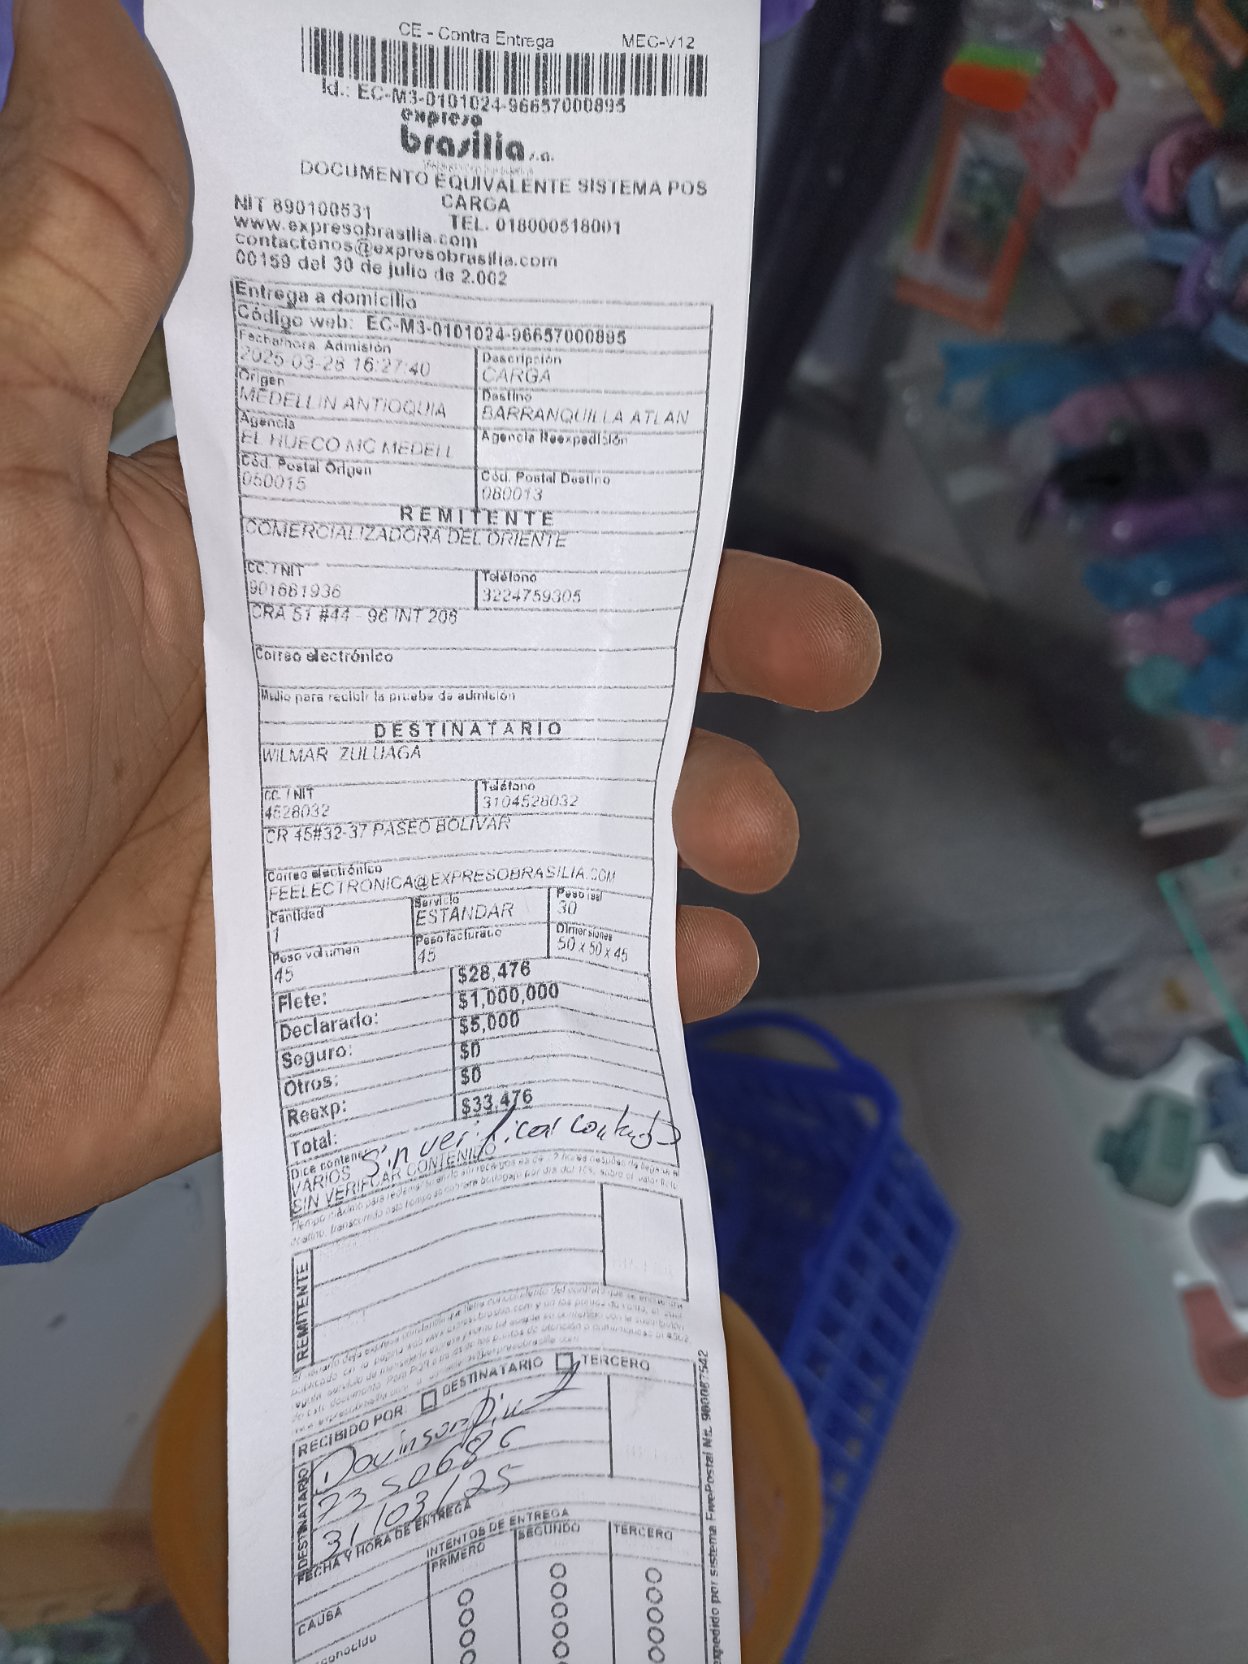 CE - Contra Entrega MEC-V12
Id.: EC-M3-0101024-96657000895
expreso
brasilia s.a.
DOCUMENTO EQUIVALENTE SISTEMA POS
CARGA
NIT 890100531 TEL. 018000518001
www.expresobrasilia.com
contactenos@expresobrasilia.com
00159 del 30 de julio de 2.002
Entrega a domicilio
Código web: EC-M3-0101024-96657000895
Fecha/hora Admisión Descripción
2025-03-28 16:27:40 CARGA
Origen Destino
MEDELLIN ANTIOQUIA BARRANQUILLA ATLAN
Agencia Agencia Reexpedición
EL HUECO MC MEDELL
Cód. Postal Origen Cód. Postal Destino
050015 080013
REMITENTE
COMERCIALIZADORA DEL ORIENTE
CC. / NIT Teléfono
901661936 3224759305
CRA 51 #44 - 96 INT 206
Correo electrónico
Medio para recibir la prueba de admisión
DESTINATARIO
WILMAR ZULUAGA
CC. / NIT Teléfono
4528032 3104528032
CR 45#32-37 PASEO BOLIVAR
Correo electrónico
FEELECTRONICA@EXPRESOBRASILIA.COM
Cantidad Servicio Peso real
1 ESTANDAR 30
Peso volumen Peso facturado Dimensiones
45 45 50 x 50 x 45
Flete: $28,476
Declarado: $1,000,000
Seguro: $5,000
Otros: $0
Reexp: $0
Total: $33,476
Dice contener
Sin verificar contenido
VARIOS
SIN VERIFICAR CONTENIDO
REMITENTE
RECIBIDO POR: DESTINATARIO TERCERO
DESTINATARIO
Davinson
31/03/25
FECHA Y HORA DE ENTREGA
INTENTOS DE ENTREGA
PRIMERO SEGUNDO TERCERO
CAUSA